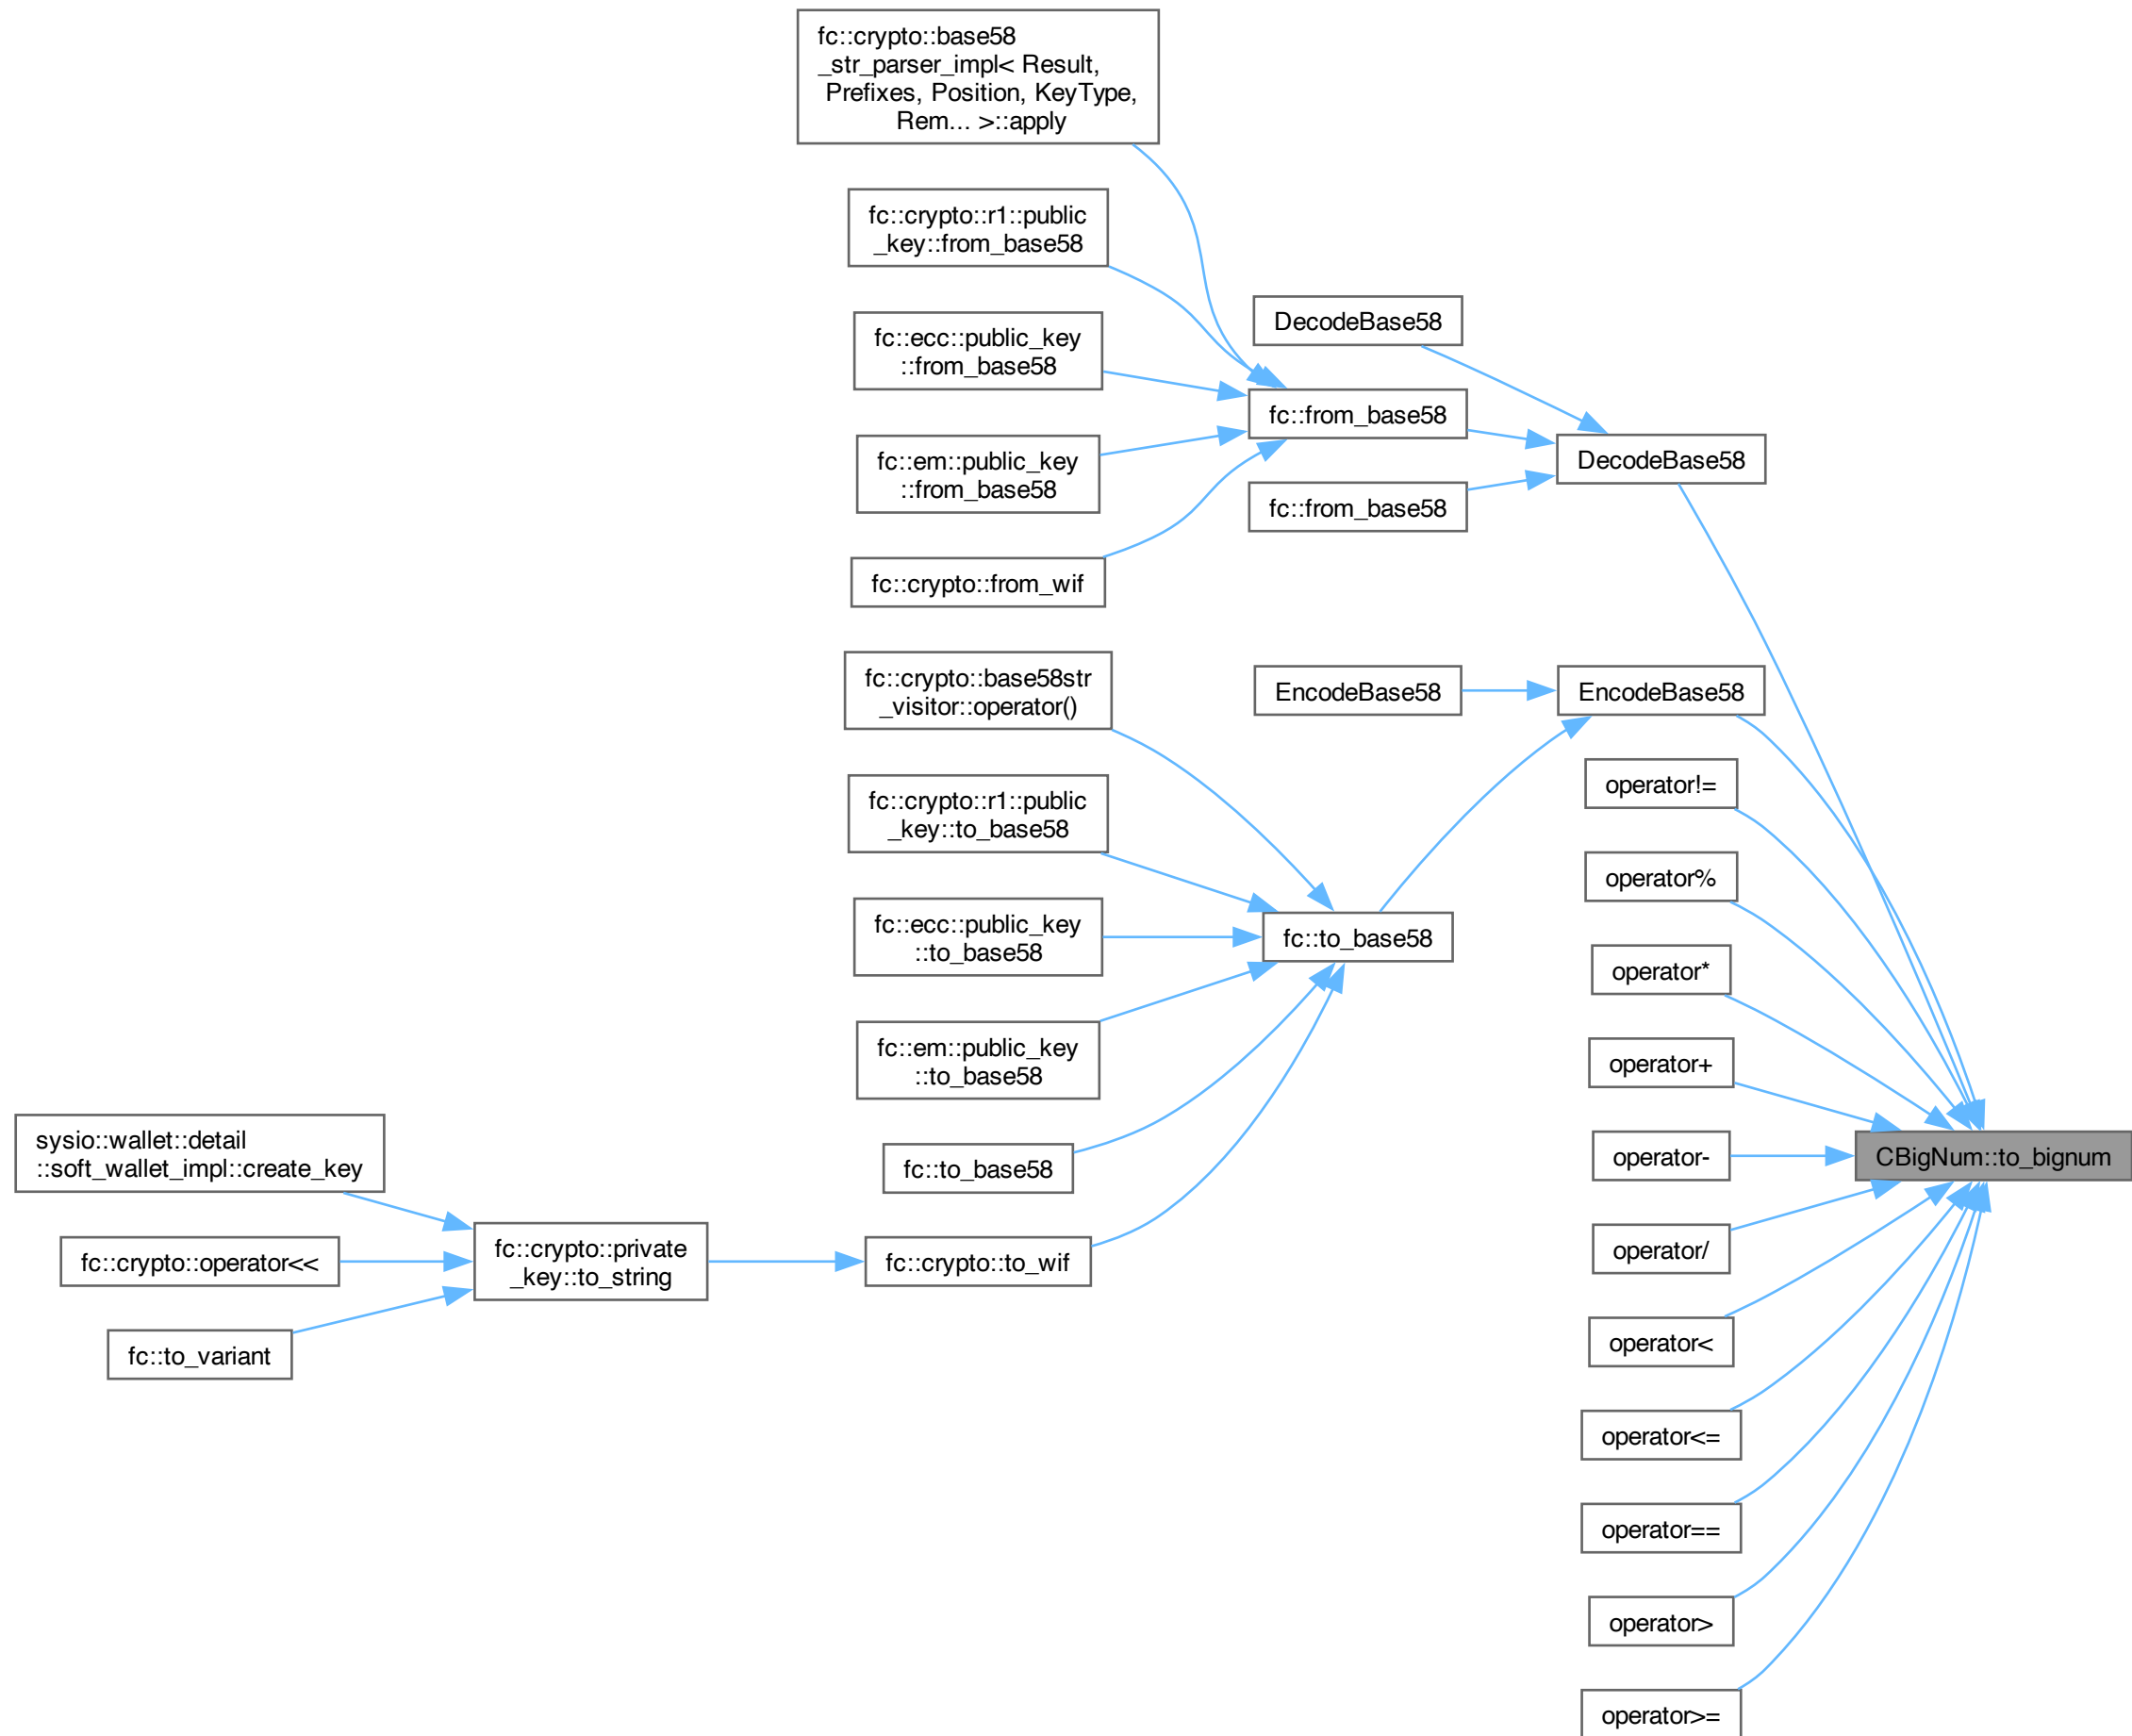 fc::crypto::base58
_str_parser_impl< Result,
Prefixes, Position, KeyType,
Rem... >::apply
fc::crypto::r1::public
_key::from_base58
fc::ecc::public_key
::from_base58
fc::em::public_key
::from_base58
fc::crypto::from_wif
DecodeBase58
fc::from_base58
fc::from_base58
DecodeBase58
fc::crypto::base58str
_visitor::operator()
fc::crypto::r1::public
_key::to_base58
fc::ecc::public_key
::to_base58
fc::em::public_key
::to_base58
fc::to_base58
fc::crypto::to_wif
EncodeBase58
EncodeBase58
fc::to_base58
sysio::wallet::detail
::soft_wallet_impl::create_key
fc::crypto::operator<<
fc::to_variant
fc::crypto::private
_key::to_string
operator!=
operator%
operator*
operator+
operator-
operator/
operator<
operator<=
operator==
operator>
operator>=
CBigNum::to_bignum